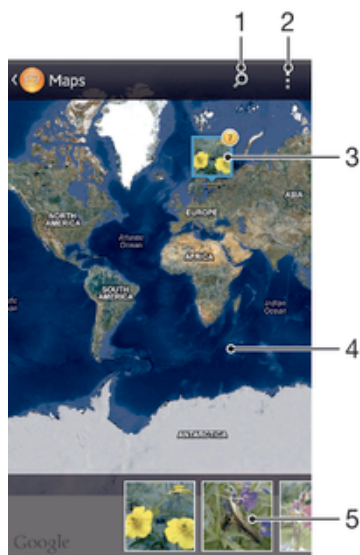 1 2
Maps
7
3
ASIA
NORTH
AMERICA
EUROPE
Atlantic
Ocean
AFRICA
SOUTH
AMERICA
Indian
Ocean
4
ANTARCTICA
5
Google